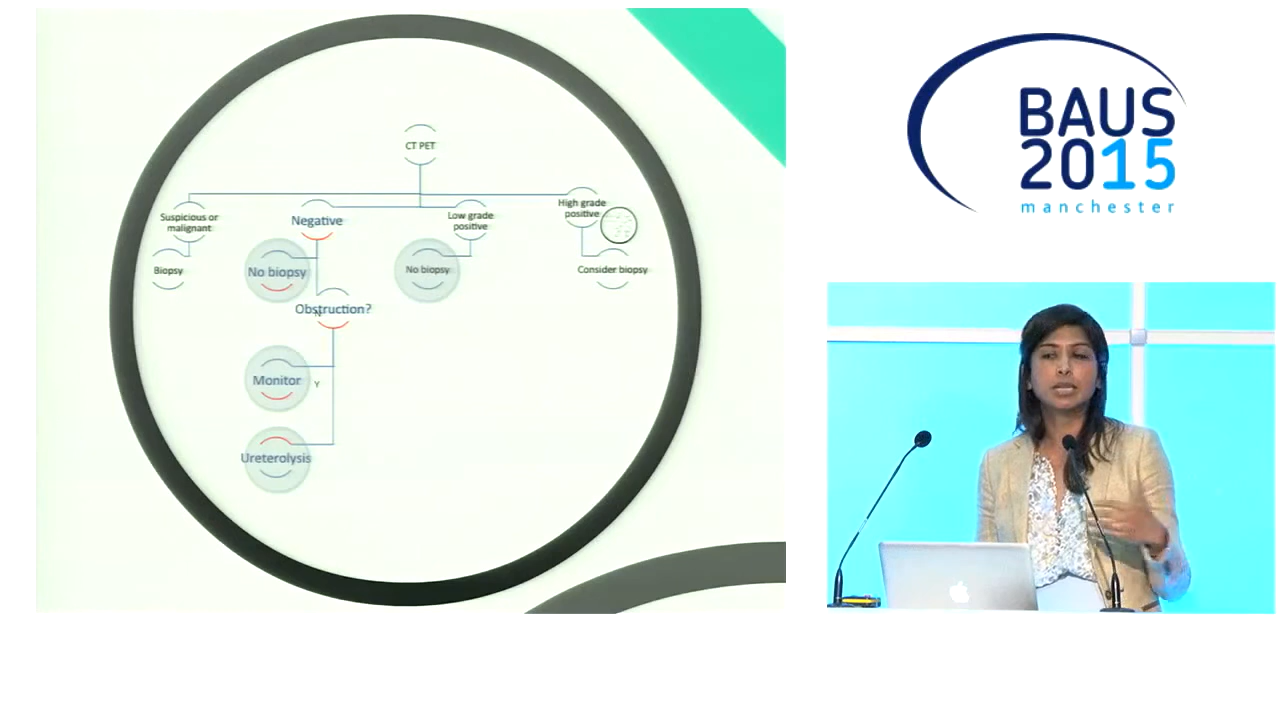 CT PET
Suspicious or
malignant
Negative
Low grade
positive
High grade
positive
Biopsy
No biopsy
No biopsy
Consider biopsy
Obstruction?
N
Monitor
Y
Ureterolysis
BAUS
2015
manchester